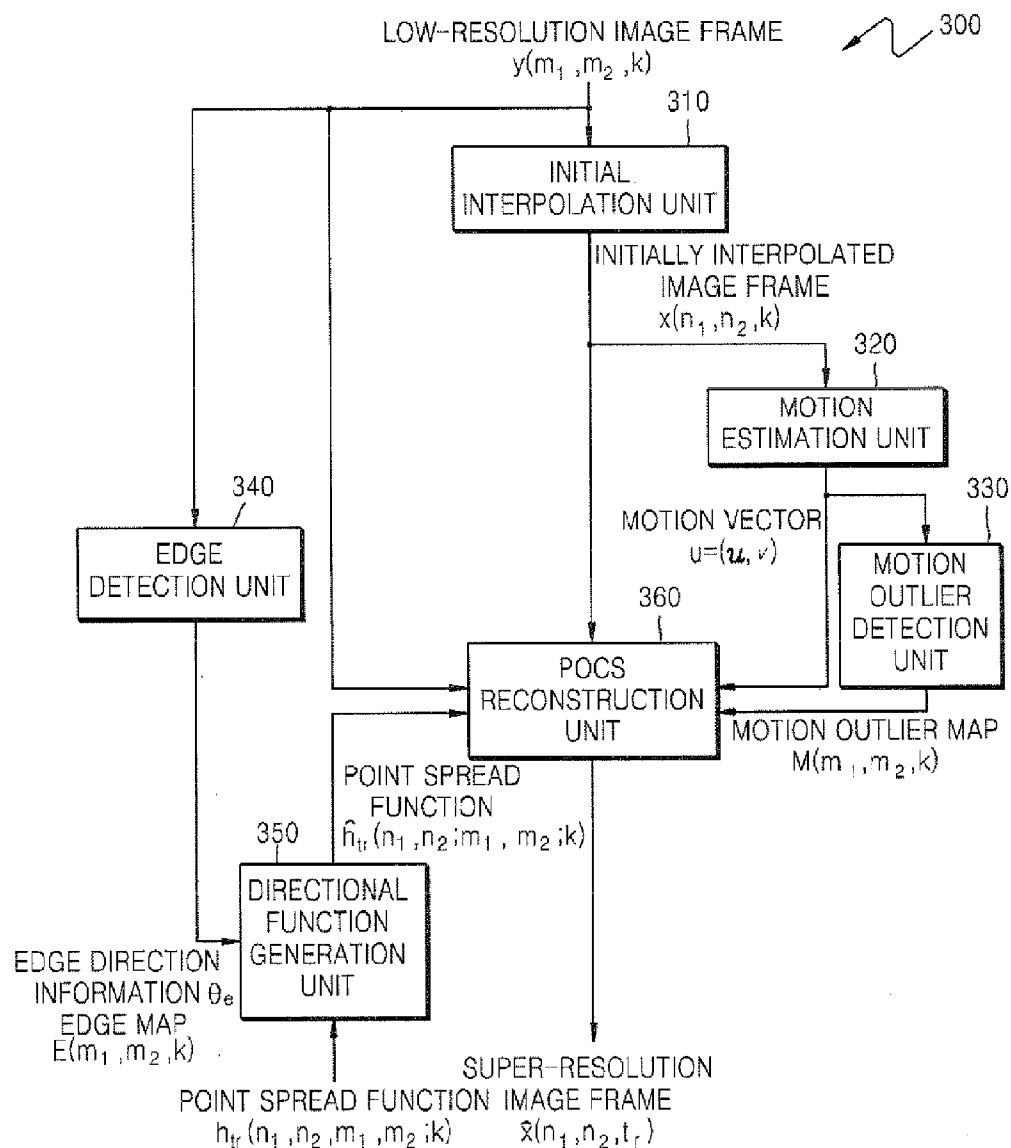 LOW-RESOLUTION IMAGE FRAME
y(m₁ ,m₂ ,k)
300
310
INITIAL
INTERPOLATION UNIT
INITIALLY INTERPOLATED
IMAGE FRAME
x(n₁ ,n₂ ,k)
320
MOTION
ESTIMATION UNIT
340
EDGE
DETECTION UNIT
MOTION VECTOR
u=(u, v)
330
MOTION
OUTLIER
DETECTION
UNIT
360
POCS
RECONSTRUCTION
UNIT
MOTION OUTLIER MAP
M(m₁ ,m₂ ,k)
POINT SPREAD
FUNCTION
ĥtr(n₁ ,n₂ ;m₁ , m₂ ;k)
350
DIRECTIONAL
FUNCTION
GENERATION
UNIT
EDGE DIRECTION
INFORMATION θe
EDGE MAP
E(m₁ ,m₂ ,k)
POINT SPREAD FUNCTION
htr(n₁ ,n₂ ,m₁ ,m₂ ;k)
SUPER-RESOLUTION
IMAGE FRAME
x̂(n₁ ,n₂ ,tr)